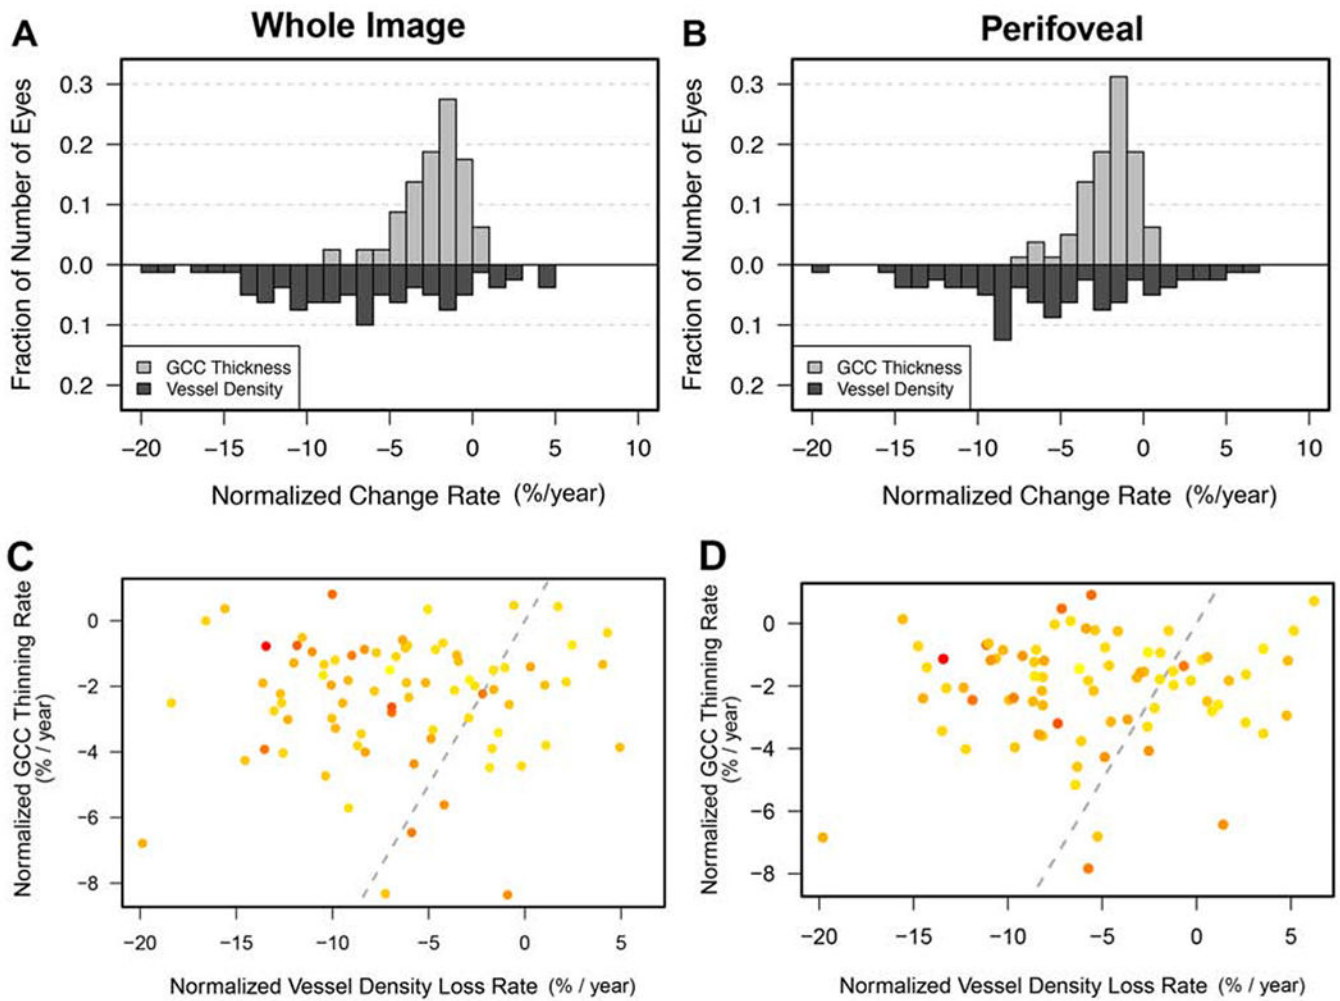 A
Whole Image
Fraction of Number of Eyes
0.3
0.2
0.1
0.0
0.1
0.2
GCC Thickness
Vessel Density
−20 −15 −10 −5 0 5 10
Normalized Change Rate (%/year)
B
Perifoveal
Fraction of Number of Eyes
0.3
0.2
0.1
0.0
0.1
0.2
GCC Thickness
Vessel Density
−20 −15 −10 −5 0 5 10
Normalized Change Rate (%/year)
C
Normalized GCC Thinning Rate
(% / year)
0
−2
−4
−6
−8
−20 −15 −10 −5 0 5
Normalized Vessel Density Loss Rate (% / year)
D
Normalized GCC Thinning Rate
(% / year)
0
−2
−4
−6
−8
−20 −15 −10 −5 0 5
Normalized Vessel Density Loss Rate (% / year)